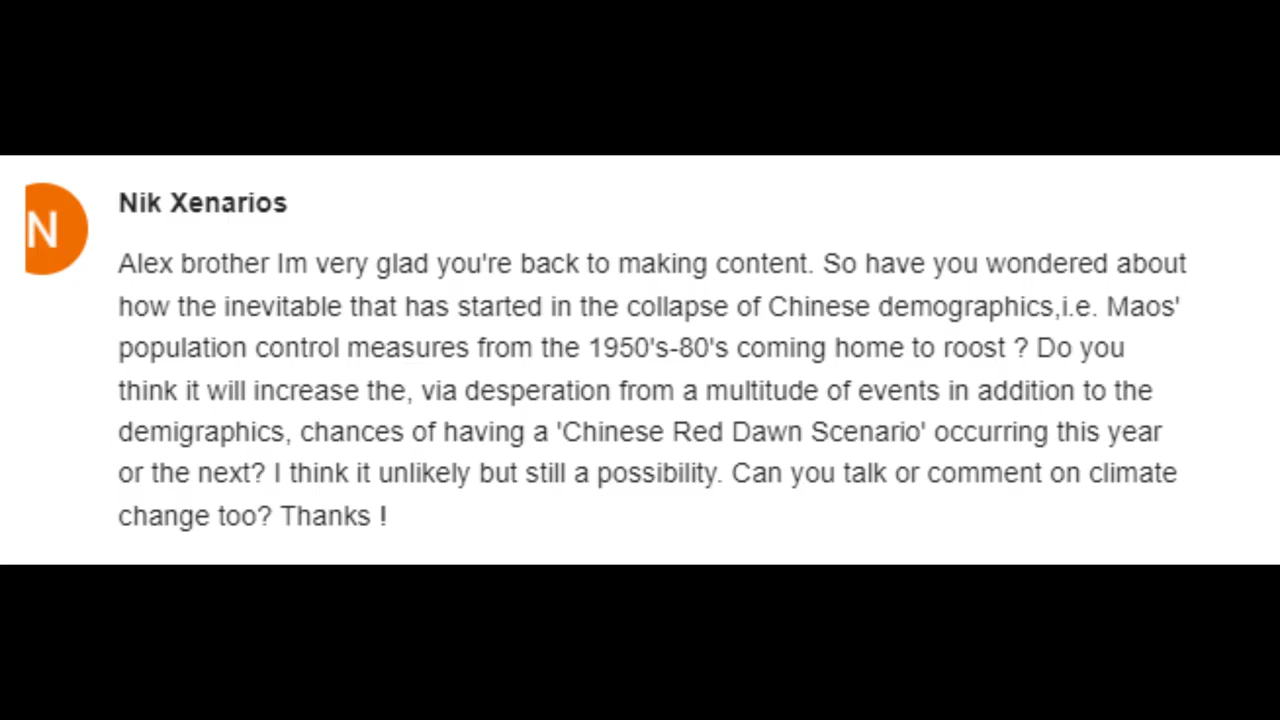 N
Nik Xenarios
Alex brother Im very glad you're back to making content. So have you wondered about
how the inevitable that has started in the collapse of Chinese demographics,i.e. Maos'
population control measures from the 1950's-80's coming home to roost ? Do you
think it will increase the, via desperation from a multitude of events in addition to the
demigraphics, chances of having a 'Chinese Red Dawn Scenario' occurring this year
or the next? I think it unlikely but still a possibility. Can you talk or comment on climate
change too? Thanks !